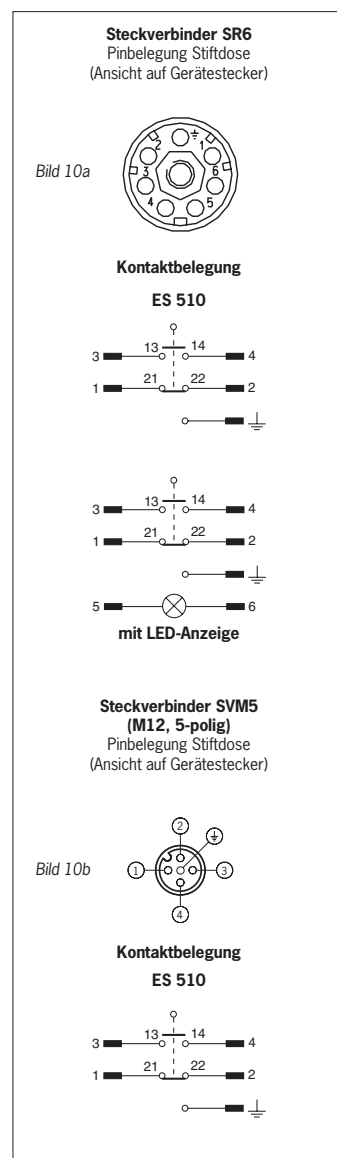 Steckverbinder SR6
Pinbelegung Stiftdose
(Ansicht auf Gerätestecker)
Bild 10a
2 1
3 6
4 5
Kontaktbelegung
ES 510
3 13 14 4
1 21 22 2
3 13 14 4
1 21 22 2
5 6
mit LED-Anzeige
Steckverbinder SVM5
(M12, 5-polig)
Pinbelegung Stiftdose
(Ansicht auf Gerätestecker)
2
Bild 10b 1 3
4
Kontaktbelegung
ES 510
3 13 14 4
1 21 22 2